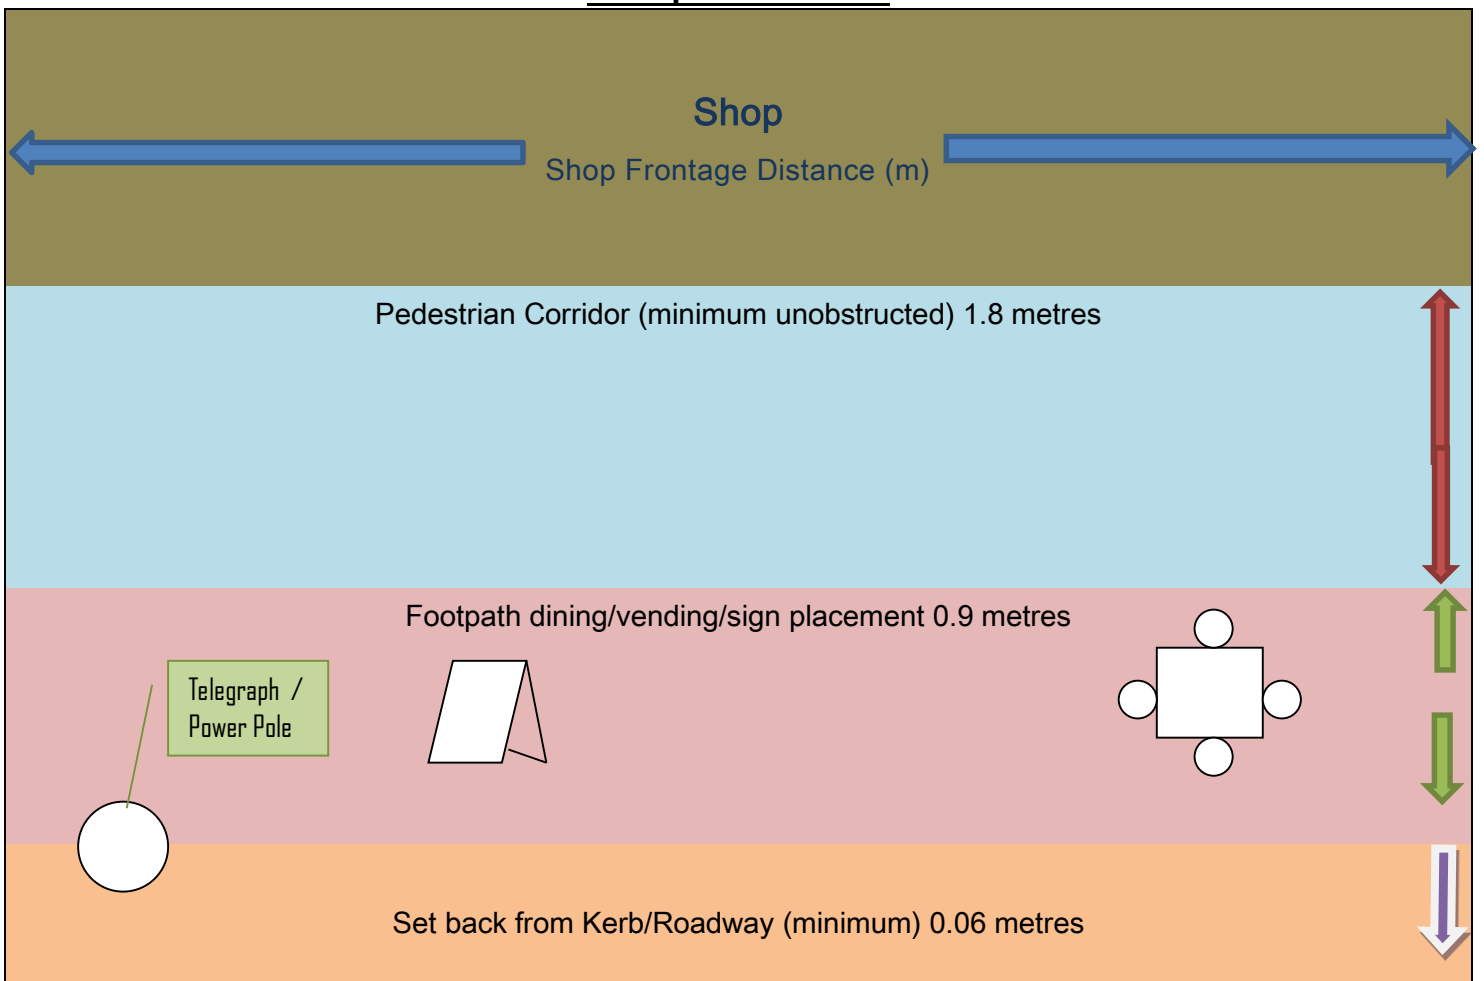 Shop
Shop Frontage Distance (m)
Pedestrian Corridor (minimum unobstructed) 1.8 metres
Footpath dining/vending/sign placement 0.9 metres
Telegraph /
Power Pole
Set back from Kerb/Roadway (minimum) 0.06 metres